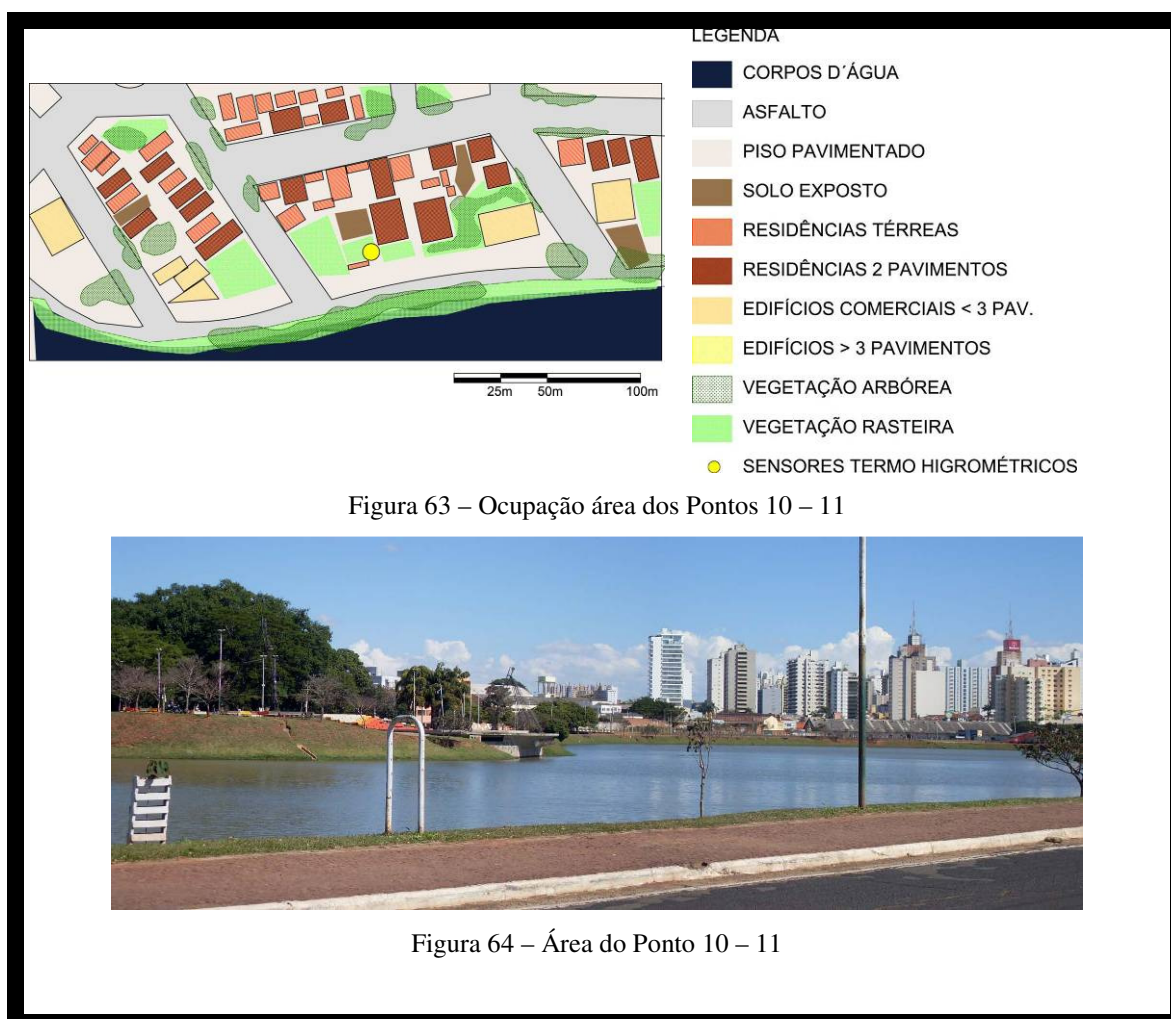 LEGENDA
CORPOS D´ÁGUA
ASFALTO
PISO PAVIMENTADO
SOLO EXPOSTO
RESIDÊNCIAS TÉRREAS
RESIDÊNCIAS 2 PAVIMENTOS
EDIFÍCIOS COMERCIAIS < 3 PAV.
EDIFÍCIOS > 3 PAVIMENTOS
VEGETAÇÃO ARBÓREA
VEGETAÇÃO RASTEIRA
SENSORES TERMO HIGROMÉTRICOS
25m 50m 100m
Figura 63 – Ocupação área dos Pontos 10 – 11
Figura 64 – Área do Ponto 10 – 11